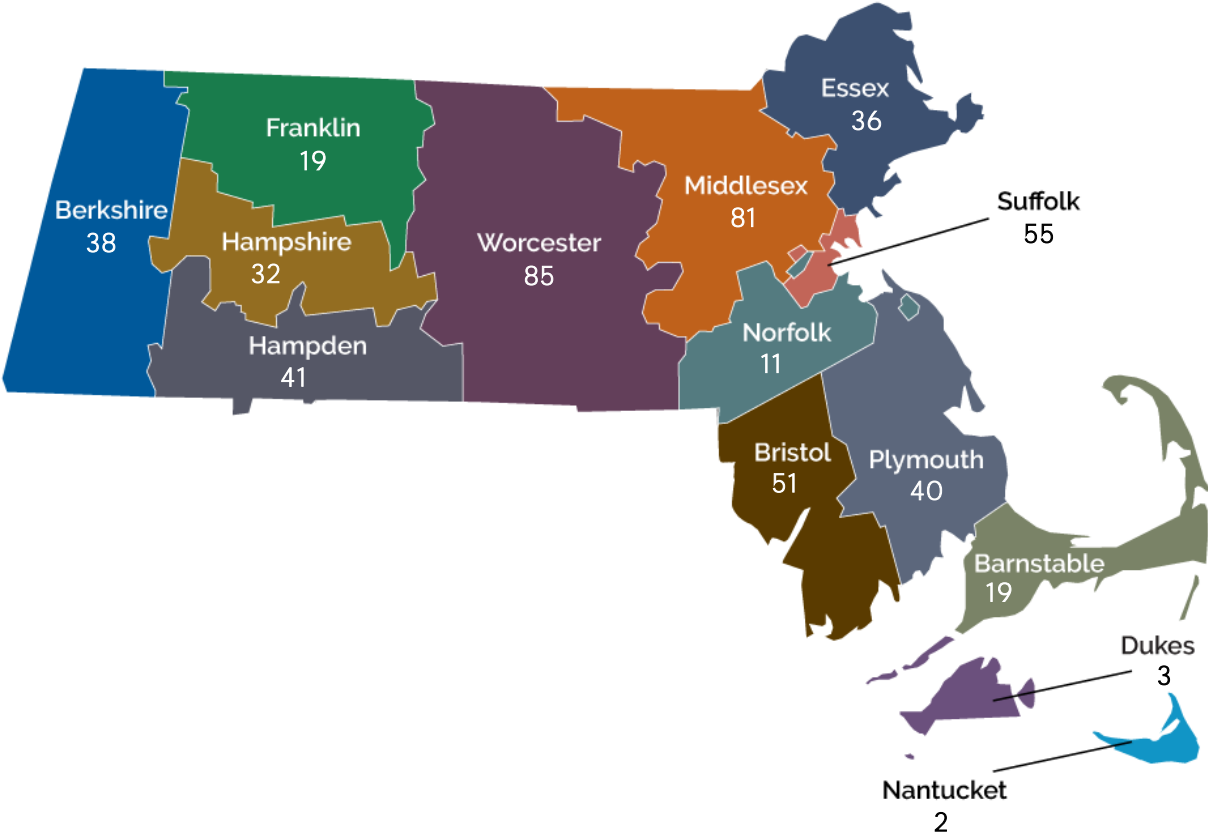 Essex
36
Franklin
19
Middlesex
81
Suffolk
55
Berkshire
38
Hampshire
32
Worcester
85
Norfolk
11
Hampden
41
Bristol
51
Plymouth
40
Barnstable
19
Dukes
3
Nantucket
2